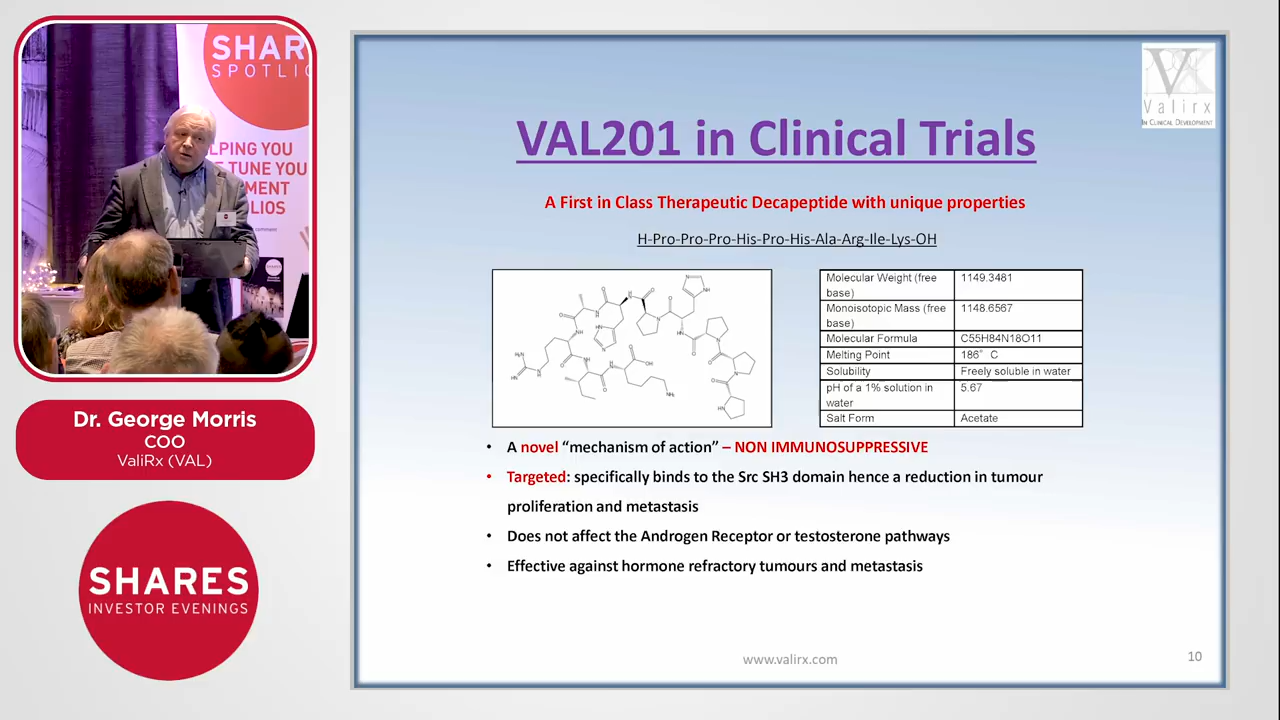 SHAR
SPOTLIG
LPING YOU
E TUNE YOU
MENT
LIOS
Dr. George Morris
COO
ValiRx (VAL)
SHARES
INVESTOR EVENINGS
V
Valirx
IN CLINICAL DEVELOPMENT
VAL201 in Clinical Trials
A First in Class Therapeutic Decapeptide with unique properties
H-Pro-Pro-Pro-His-Pro-His-Ala-Arg-Ile-Lys-OH
Molecular Weight (free base) 1149.3481
Monoisotopic Mass (free base) 1148.6567
Molecular Formula C55H84N18O11
Melting Point 186° C
Solubility Freely soluble in water
pH of a 1% solution in water 5.67
Salt Form Acetate
• A novel “mechanism of action” – NON IMMUNOSUPPRESSIVE
• Targeted: specifically binds to the Src SH3 domain hence a reduction in tumour
proliferation and metastasis
• Does not affect the Androgen Receptor or testosterone pathways
• Effective against hormone refractory tumours and metastasis
www.valirx.com
10